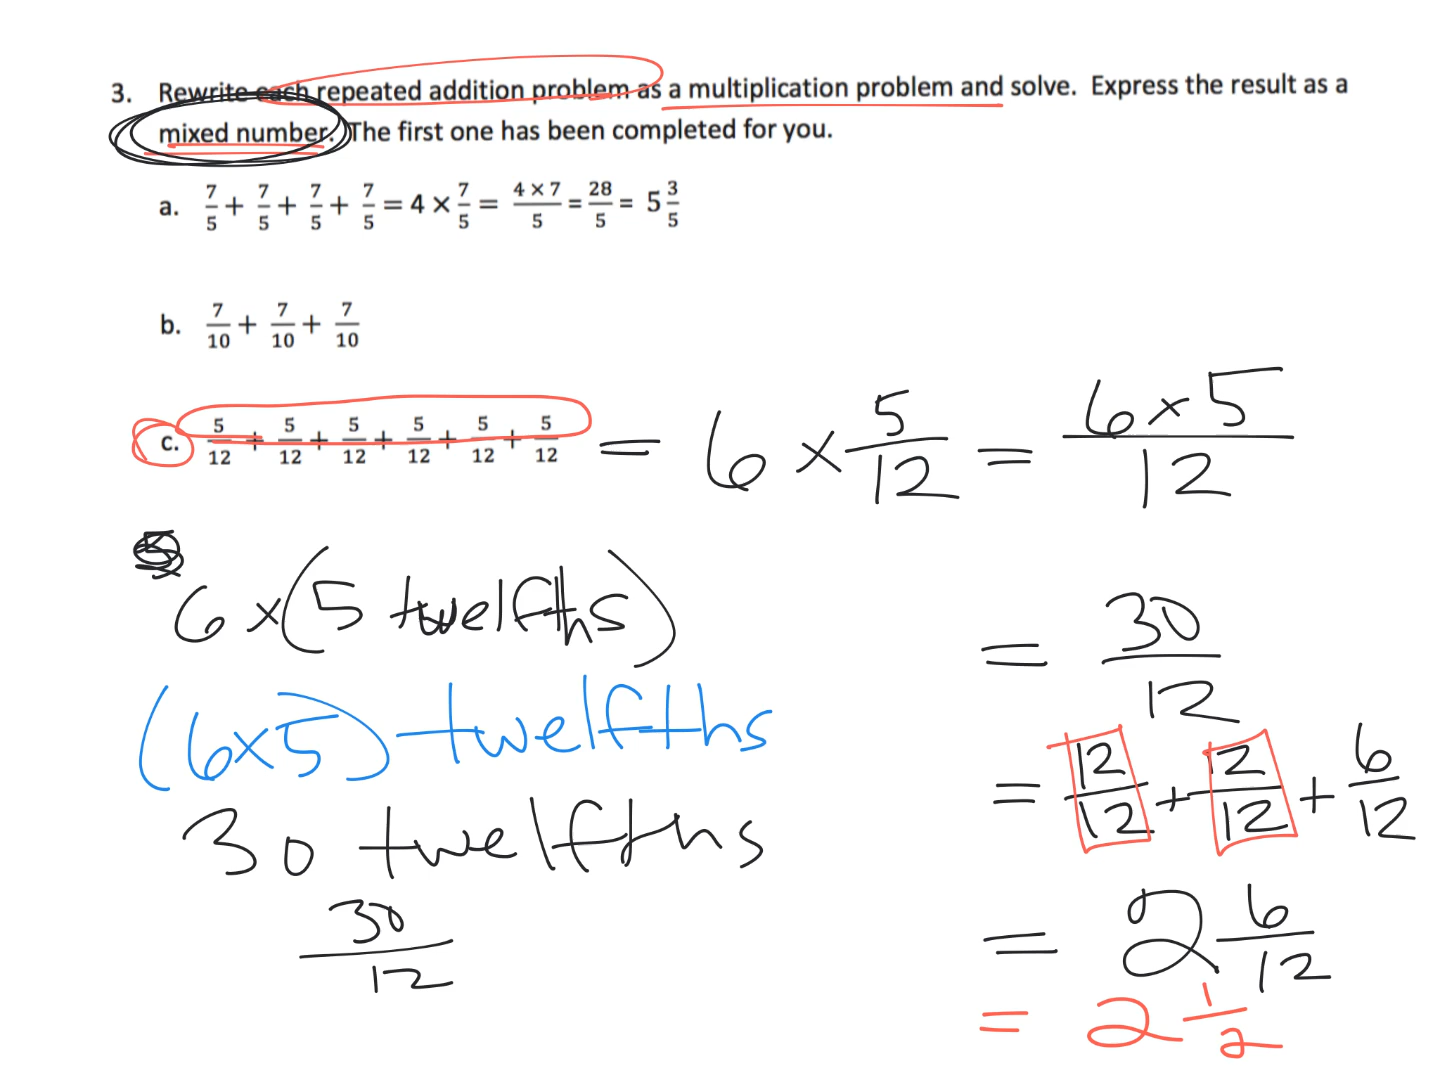 3. Rewrite each repeated addition problem as a multiplication problem and solve. Express the result as a
mixed number. The first one has been completed for you.
a. 7/5 + 7/5 + 7/5 + 7/5 = 4 × 7/5 = 4 × 7/5 = 28/5 = 5 3/5
b. 7/10 + 7/10 + 7/10
c. 5/12 + 5/12 + 5/12 + 5/12 + 5/12 + 5/12 = 6 × 5/12 = 6 × 5/12
6 × (5 twelfths)
= 30/12
(6×5) twelfths
= 12/12 + 12/12 + 6/12
30 twelfths
30/12
= 2 6/12
= 2 1/2